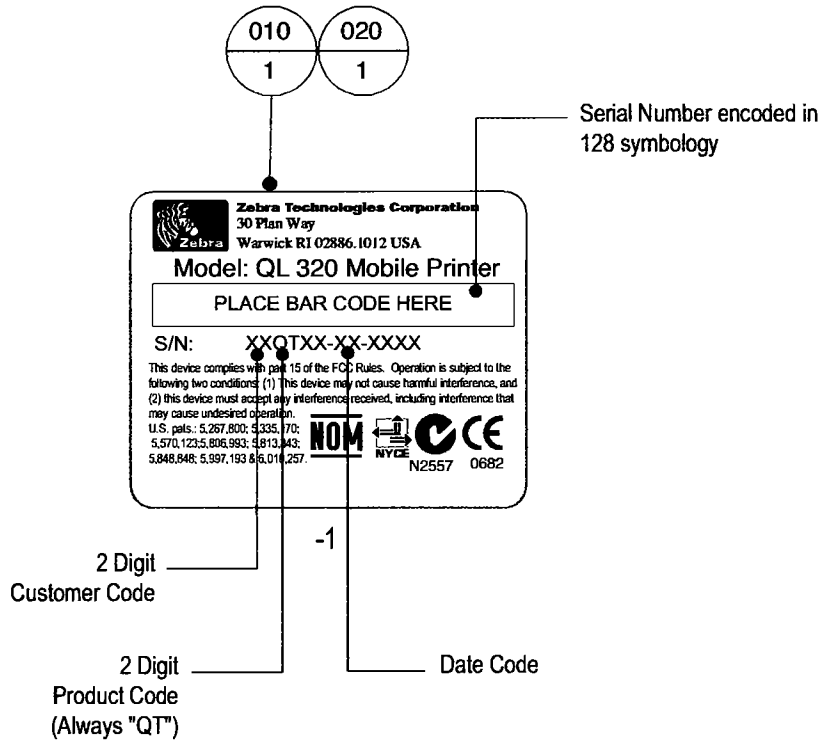 010 020
1 1
Serial Number encoded in
128 symbology
Zebra Technologies Corporation
30 Plan Way
Warwick RI 02886.1012 USA
Zebra
Model: QL 320 Mobile Printer
PLACE BAR CODE HERE
S/N: XXQTXX-XX-XXXX
This device complies with part 15 of the FCC Rules. Operation is subject to the
following two conditions: (1) This device may not cause harmful interference, and
(2) this device must accept any interference received, including interference that
may cause undesired operation.
U.S. pats.: 5,267,800; 5,335,170;
5,570,123;5,806,993; 5,813,343;
5,848,848; 5,997,193 & 6,010,257.
NOM
NYCE
CE
N2557 0682
-1
2 Digit
Customer Code
2 Digit
Product Code
(Always "QT")
Date Code